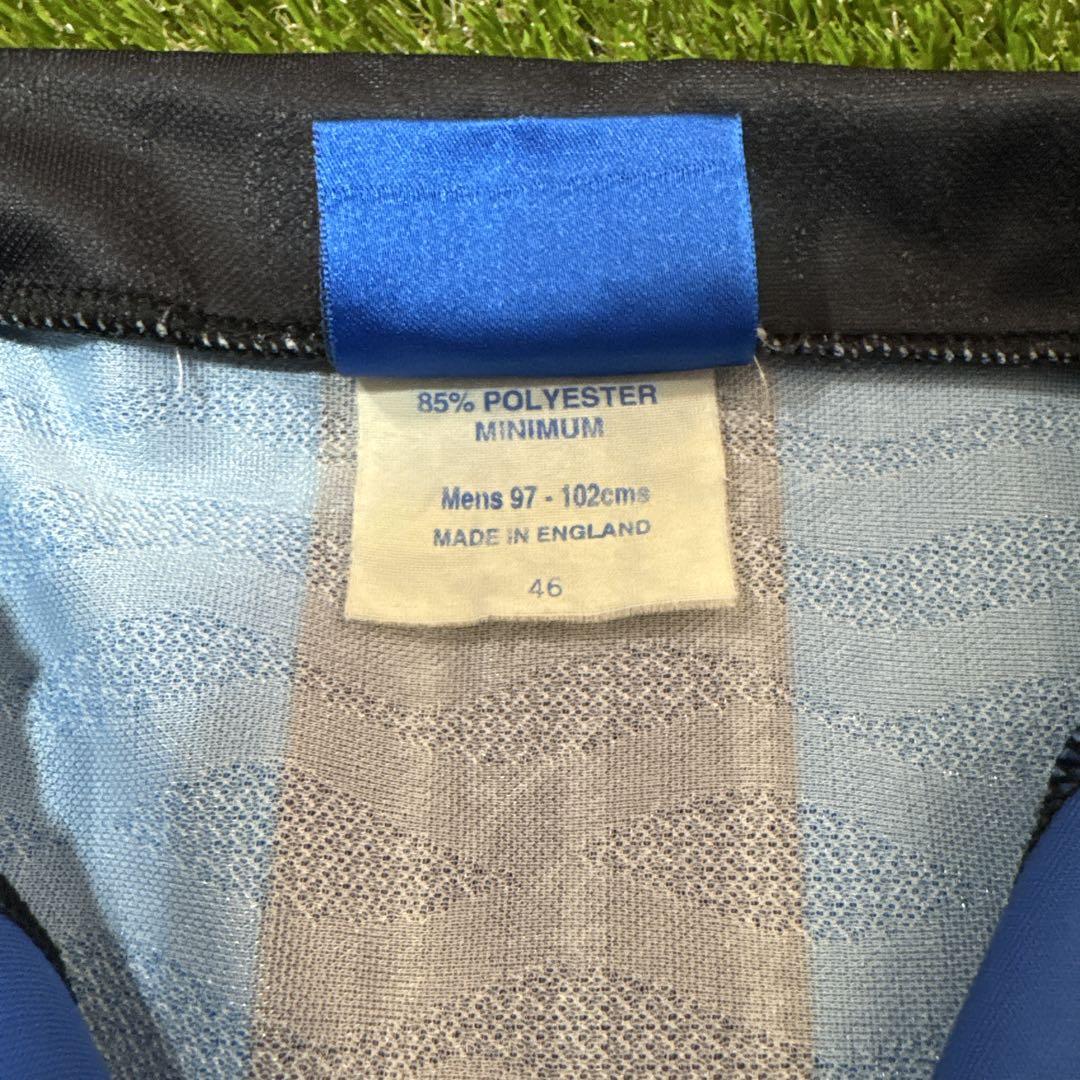 85% POLYESTER
MINIMUM
Mens 97 - 102cms
MADE IN ENGLAND
46